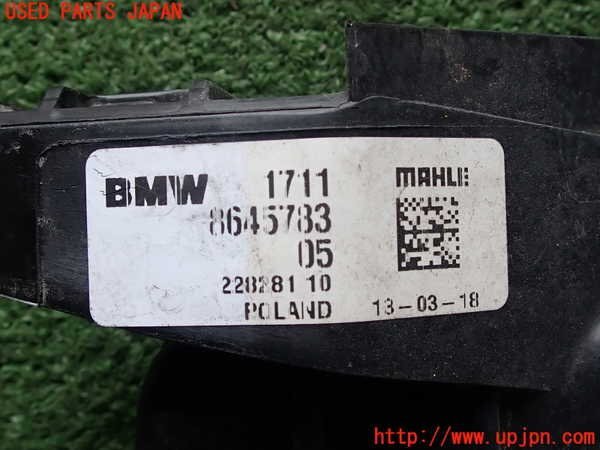 USED PARTS JAPAN
BMW 1711 MAHLE
8645783
05
228281 10
POLAND 13-03-18
http://www.upjpn.com/